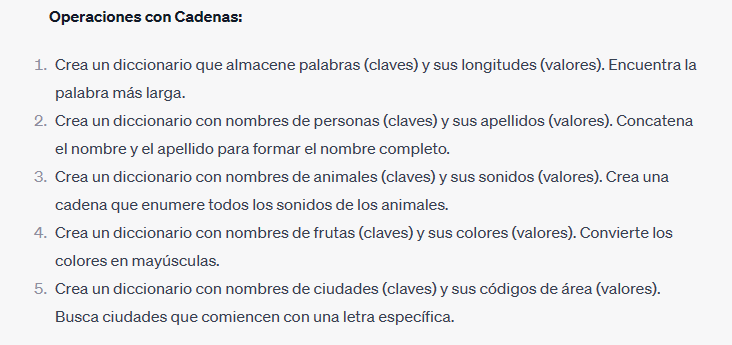 Operaciones con Cadenas:
1. Crea un diccionario que almacene palabras (claves) y sus longitudes (valores). Encuentra la
palabra más larga.
2. Crea un diccionario con nombres de personas (claves) y sus apellidos (valores). Concatena
el nombre y el apellido para formar el nombre completo.
3. Crea un diccionario con nombres de animales (claves) y sus sonidos (valores). Crea una
cadena que enumere todos los sonidos de los animales.
4. Crea un diccionario con nombres de frutas (claves) y sus colores (valores). Convierte los
colores en mayúsculas.
5. Crea un diccionario con nombres de ciudades (claves) y sus códigos de área (valores).
Busca ciudades que comiencen con una letra específica.